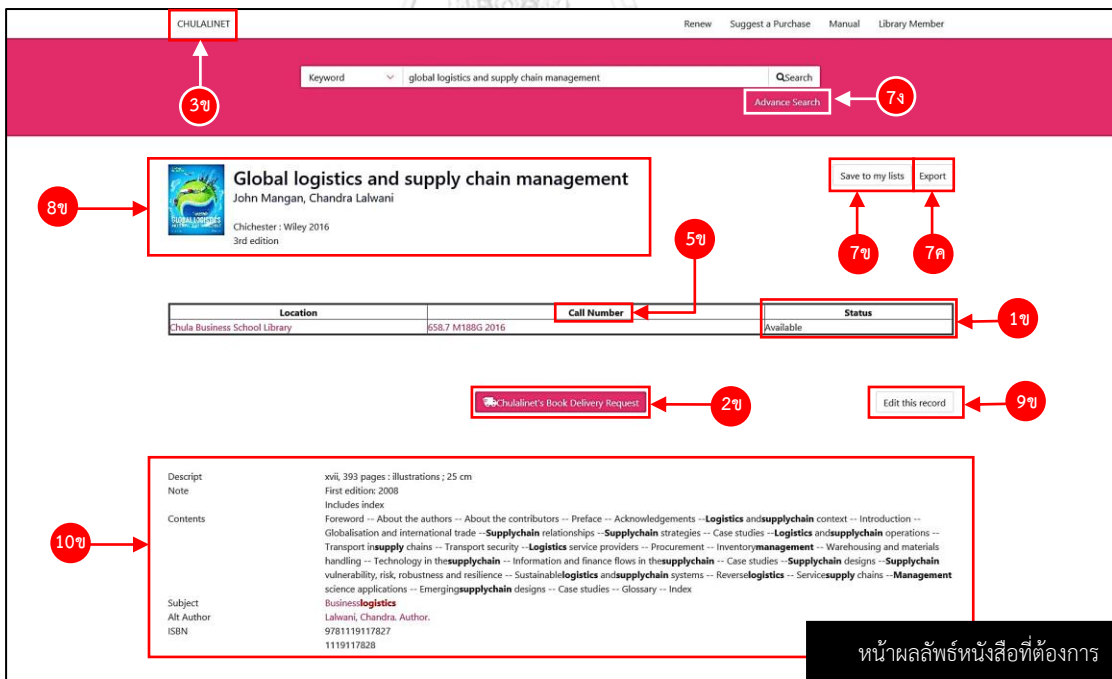 CHULALINET
Renew Suggest a Purchase Manual Library Member
Keyword global logistics and supply chain management Search
Advance Search
3ข
7ง
Global logistics and supply chain management
John Mangan, Chandra Lalwani
Chichester : Wiley 2016
3rd edition
Save to my lists Export
8ข
5ข
7ข
7ค
Location Call Number Status
Chula Business School Library 658.7 M188G 2016 Available
1ข
Chulalinet's Book Delivery Request
2ข
Edit this record
9ข
Descript xvii, 393 pages : illustrations ; 25 cm
Note First edition: 2008
Includes index
Contents Foreword -- About the authors -- About the contributors -- Preface -- Acknowledgements --Logistics andsupplychain context -- Introduction --
Globalisation and international trade --Supplychain relationships --Supplychain strategies -- Case studies --Logistics andsupplychain operations --
Transport insupply chains -- Transport security --Logistics service providers -- Procurement -- Inventorymanagement -- Warehousing and materials
handling -- Technology in thesupplychain -- Information and finance flows in thesupplychain -- Case studies --Supplychain designs --Supplychain
vulnerability, risk, robustness and resilience -- Sustainablelogistics andsupplychain systems -- Reverselogistics -- Servicesupply chains --Management
science applications -- Emergingsupplychain designs -- Case studies -- Glossary -- Index
10ข
Subject Businesslogistics
Alt Author Lalwani, Chandra. Author.
ISBN 9781119117827
1119117828
หน้าผลลัพธ์หนังสือที่ต้องการ